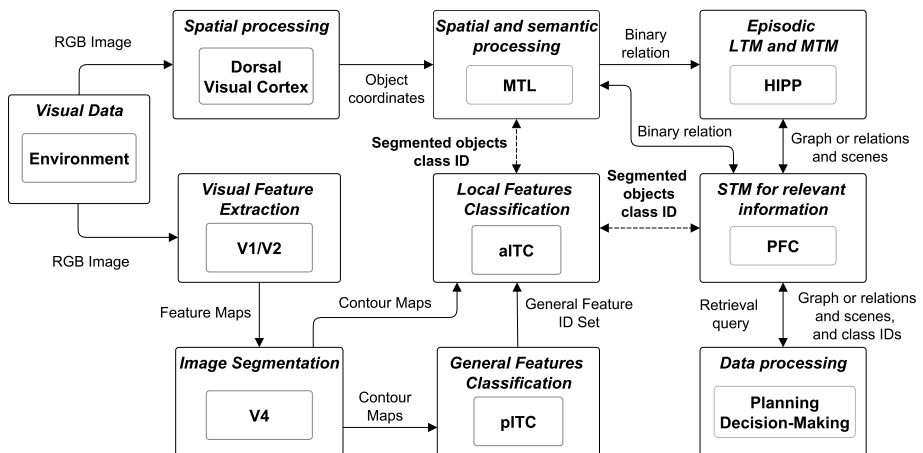 RGB Image
Visual Data
Environment
RGB Image
Spatial processing
Dorsal
Visual Cortex
Object
coordinates
Spatial and semantic
processing
MTL
Binary
relation
Episodic
LTM and MTM
HIPP
Binary relation
Graph or relations
and scenes
Segmented objects
class ID
Visual Feature
Extraction
V1/V2
Local Features
Classification
aITC
Segmented
objects
class ID
STM for relevant
information
PFC
Feature Maps
Contour Maps
General Feature
ID Set
Retrieval
query
Graph or relations
and scenes,
and class IDs
Image Segmentation
V4
Contour
Maps
General Features
Classification
pITC
Data processing
Planning
Decision-Making